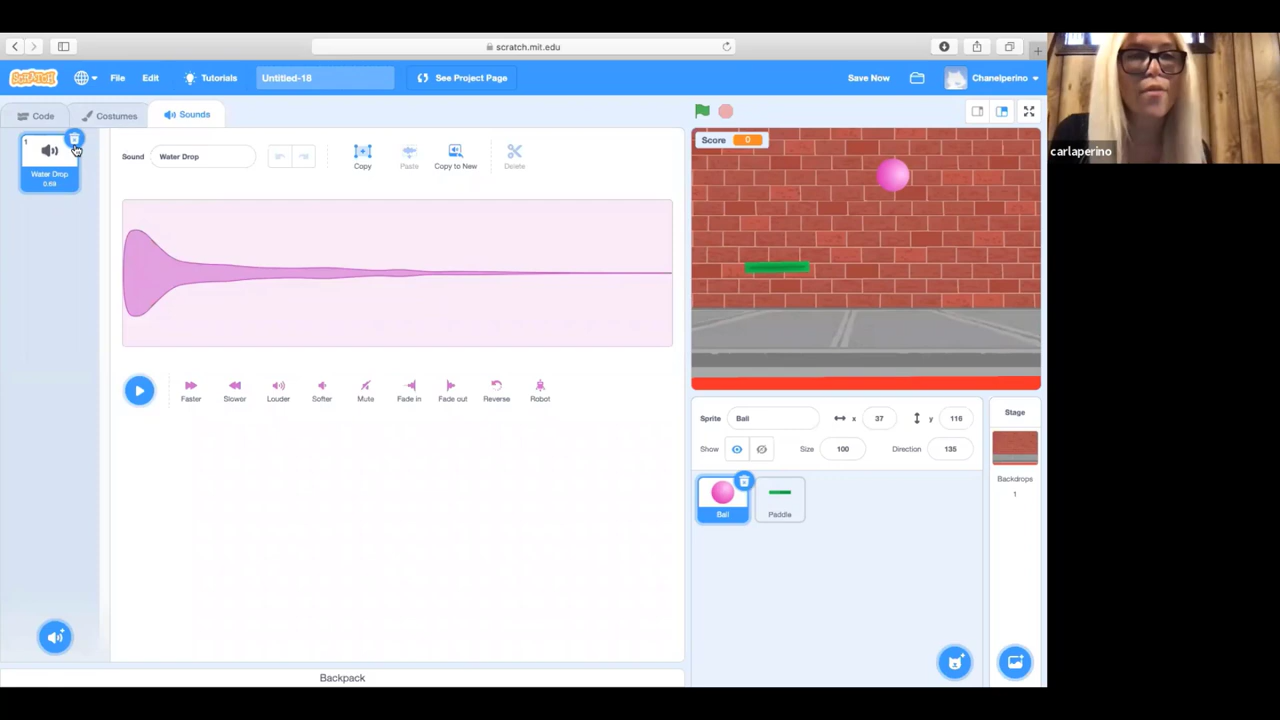 scratch.mit.edu
SCRATCH
File
Edit
Tutorials
Untitled-18
See Project Page
Save Now
Chanelperino
Code
Costumes
Sounds
1
Water Drop
0.69
Sound
Water Drop
Copy
Paste
Copy to New
Delete
Faster
Slower
Louder
Softer
Mute
Fade in
Fade out
Reverse
Robot
Score 0
Sprite
Ball
x
37
y
116
Show
Size
100
Direction
135
Ball
Paddle
Stage
Backdrops
1
Backpack
carlaperino